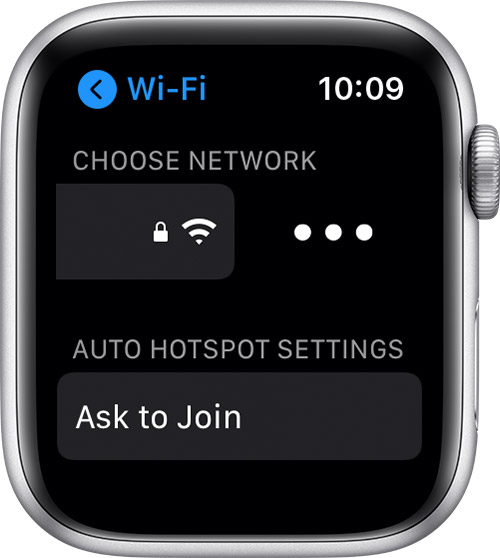 Wi-Fi 10:09
CHOOSE NETWORK
AUTO HOTSPOT SETTINGS
Ask to Join